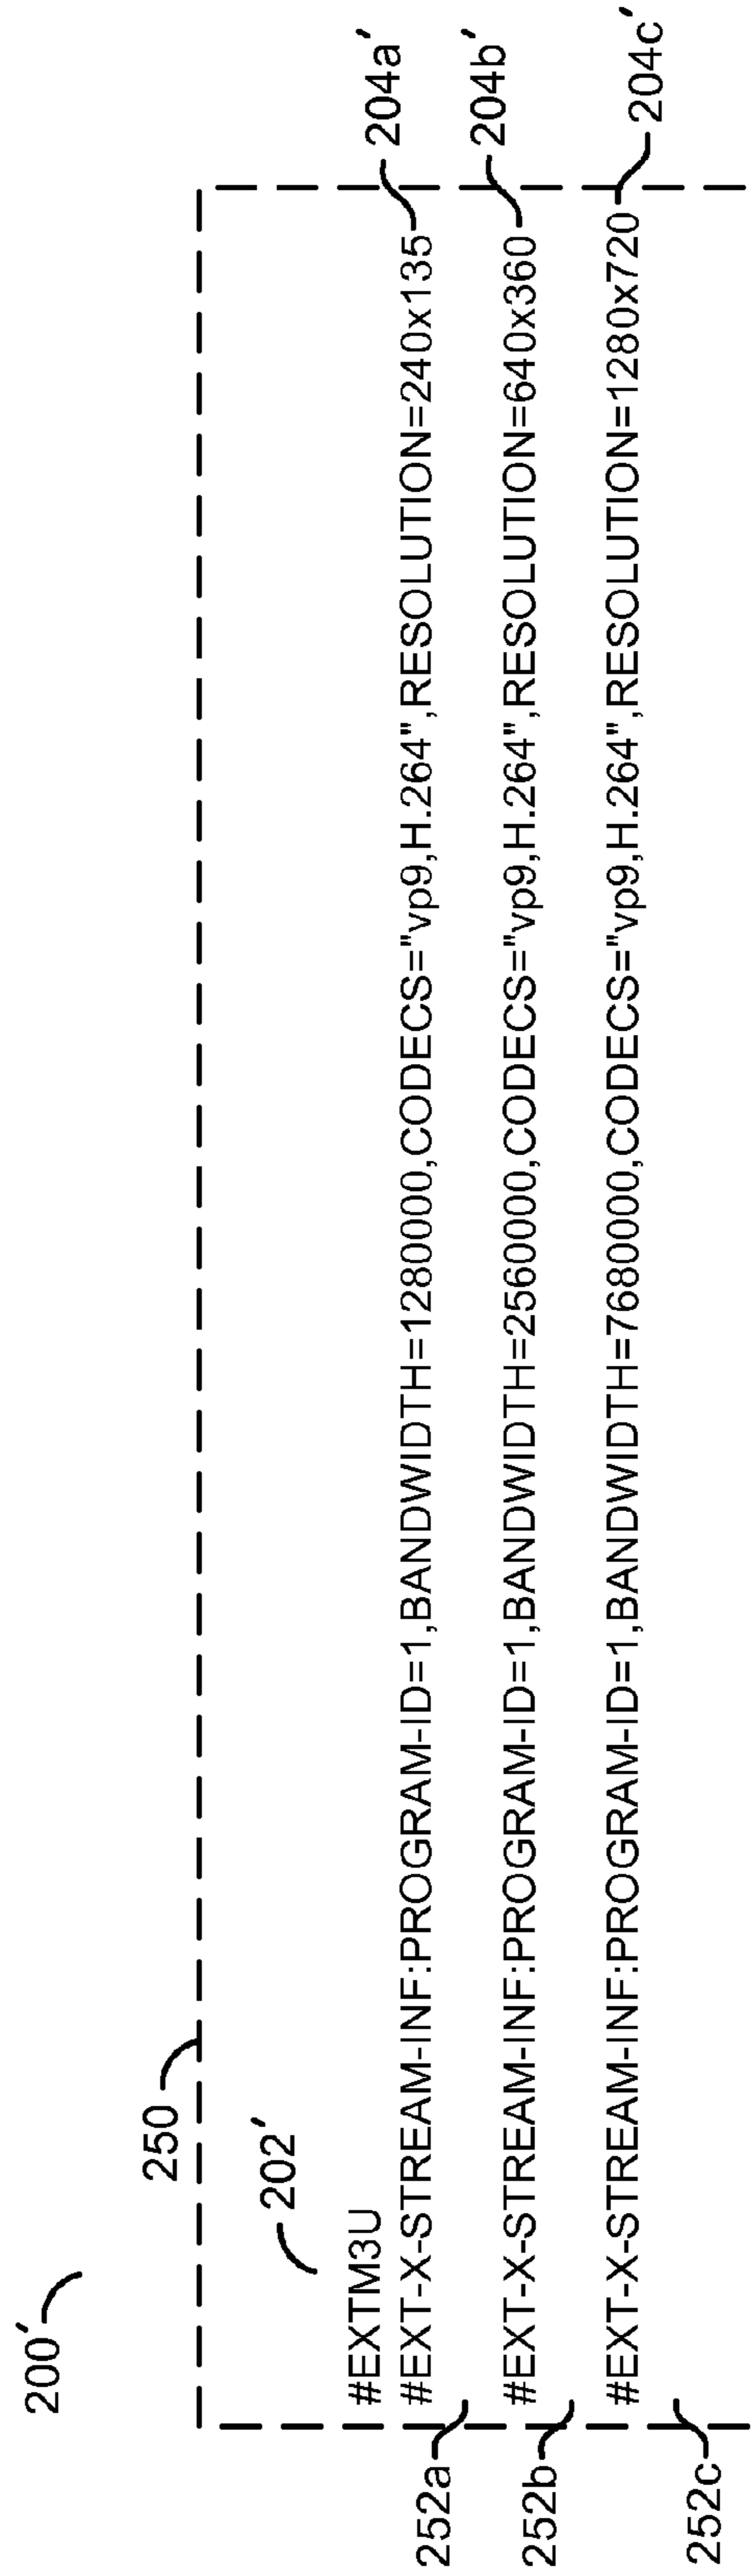 200′
250
202′
#EXTM3U
#EXT-X-STREAM-INF:PROGRAM-ID=1,BANDWIDTH=1280000,CODECS="vp9,H.264",RESOLUTION=240x135
204a′
252a
#EXT-X-STREAM-INF:PROGRAM-ID=1,BANDWIDTH=2560000,CODECS="vp9,H.264",RESOLUTION=640x360
204b′
252b
#EXT-X-STREAM-INF:PROGRAM-ID=1,BANDWIDTH=7680000,CODECS="vp9,H.264",RESOLUTION=1280x720
204c′
252c